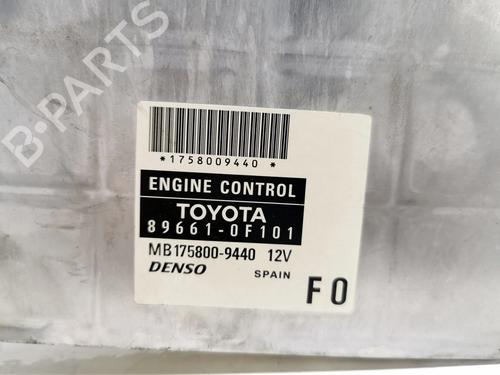 B-PARTS
*1758009440*
ENGINE CONTROL
TOYOTA
89661-0F101
MB175800-9440 12V
DENSO SPAIN
F0